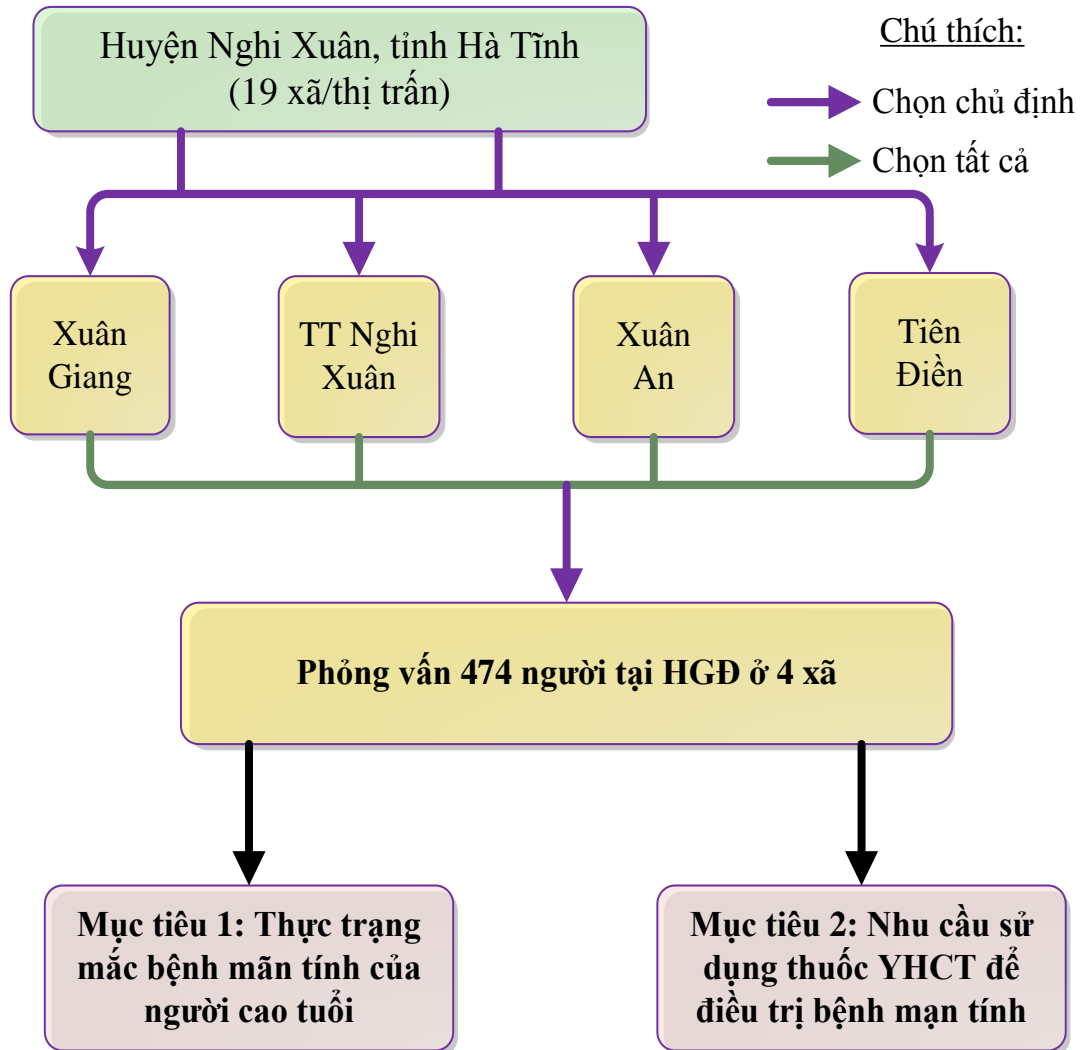 Huyện Nghi Xuân, tỉnh Hà Tĩnh
(19 xã/thị trấn)
Chú thích:
Chọn chủ định
Chọn tất cả
Xuân
Giang
TT Nghi
Xuân
Xuân
An
Tiên
Điền
Phỏng vấn 474 người tại HGĐ ở 4 xã
Mục tiêu 1: Thực trạng
mắc bệnh mãn tính của
người cao tuổi
Mục tiêu 2: Nhu cầu sử
dụng thuốc YHCT để
điều trị bệnh mạn tính